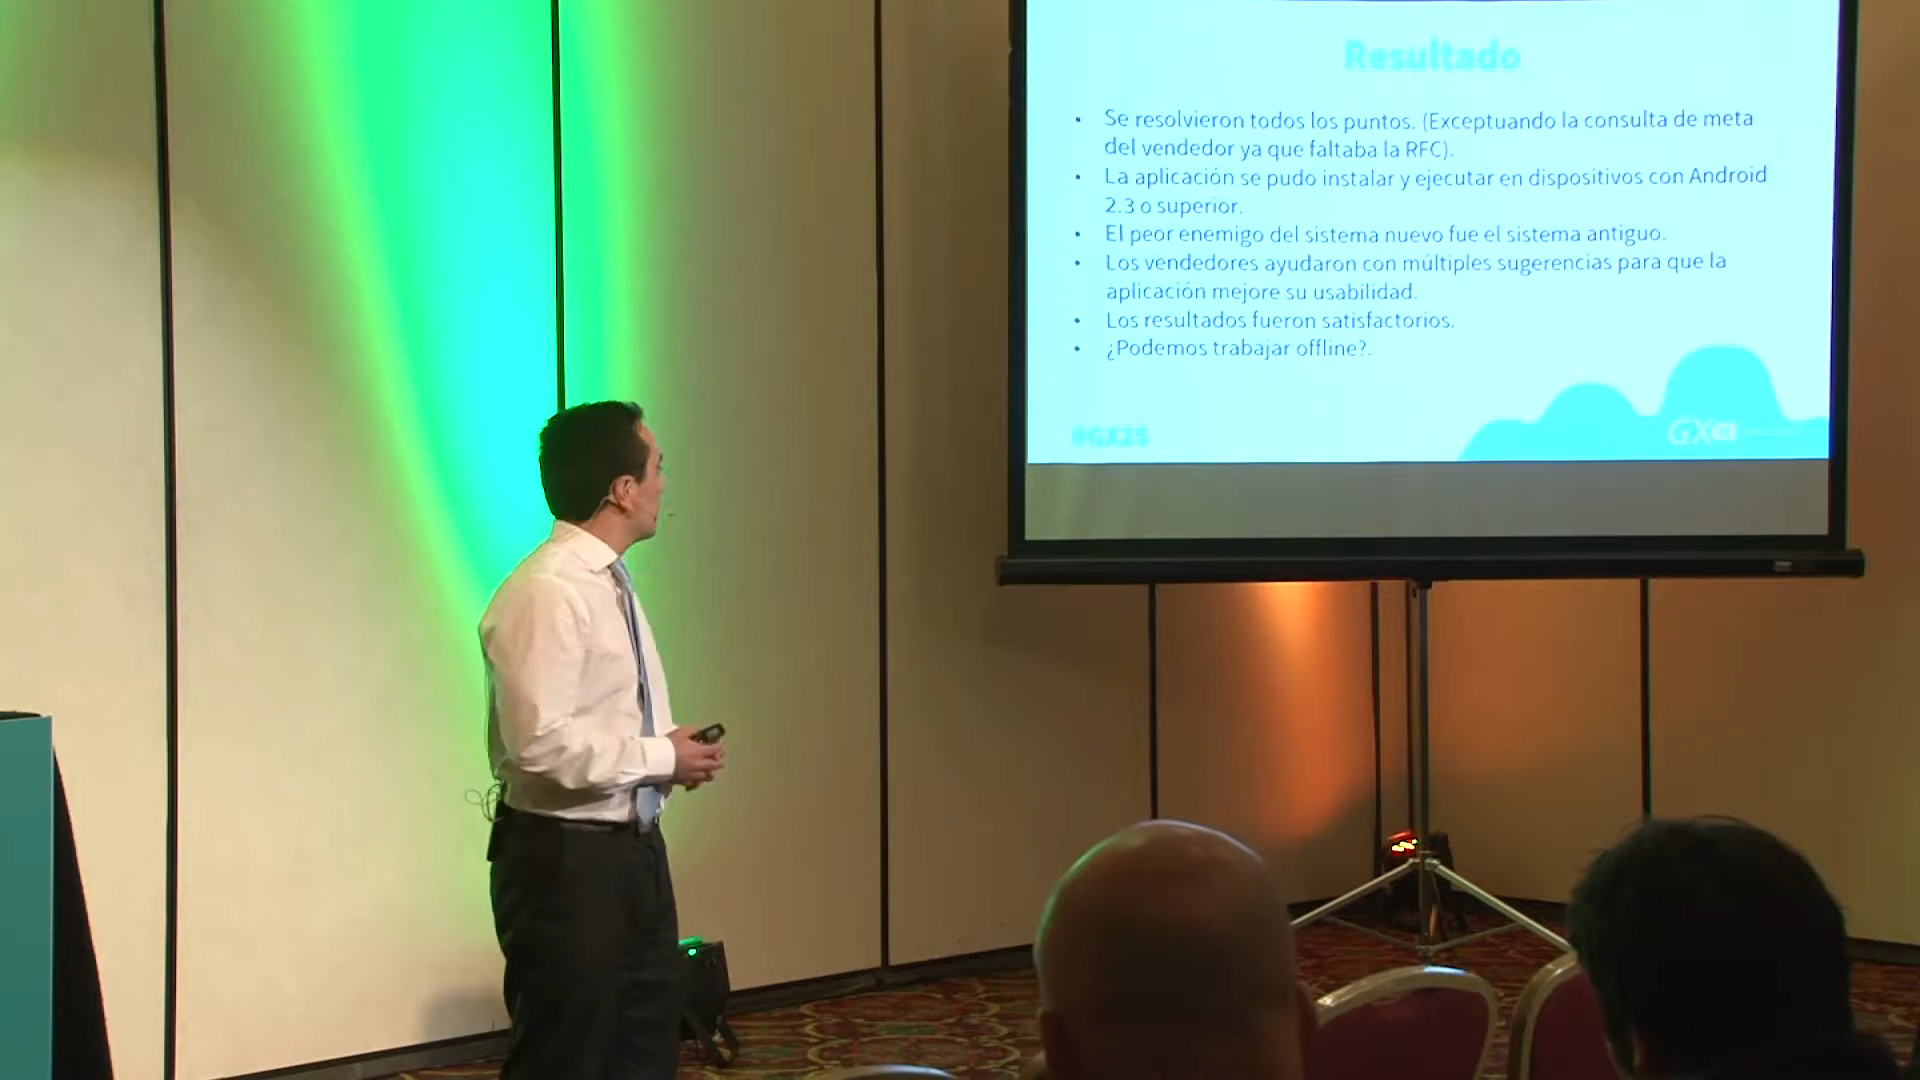 Resultado
• Se resolvieron todos los puntos. (Exceptuando la consulta de meta
del vendedor ya que faltaba la RFC).
• La aplicación se pudo instalar y ejecutar en dispositivos con Android
2.3 o superior.
• El peor enemigo del sistema nuevo fue el sistema antiguo.
• Los vendedores ayudaron con múltiples sugerencias para que la
aplicación mejore su usabilidad.
• Los resultados fueron satisfactorios.
• ¿Podemos trabajar offline?.
#GX25
GX